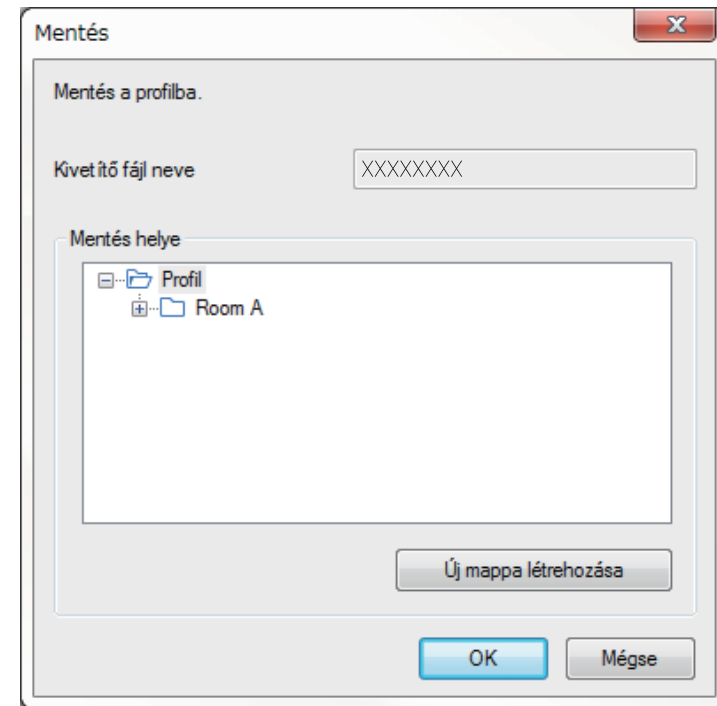 Mentés
Mentés a profilba.
Kivetítő fájl neve XXXXXXXX
Mentés helye
Profil
Room A
Új mappa létrehozása
OK Mégse